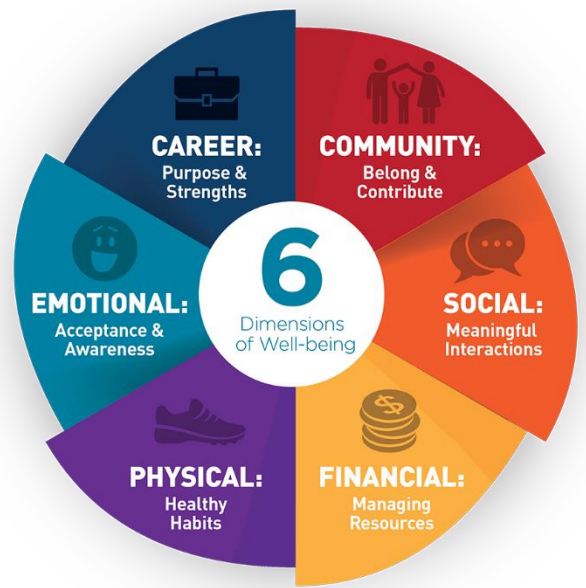 CAREER:
Purpose &
Strengths
COMMUNITY:
Belong &
Contribute
SOCIAL:
Meaningful
Interactions
FINANCIAL:
Managing
Resources
PHYSICAL:
Healthy
Habits
EMOTIONAL:
Acceptance &
Awareness
6
Dimensions
of Well-being
$